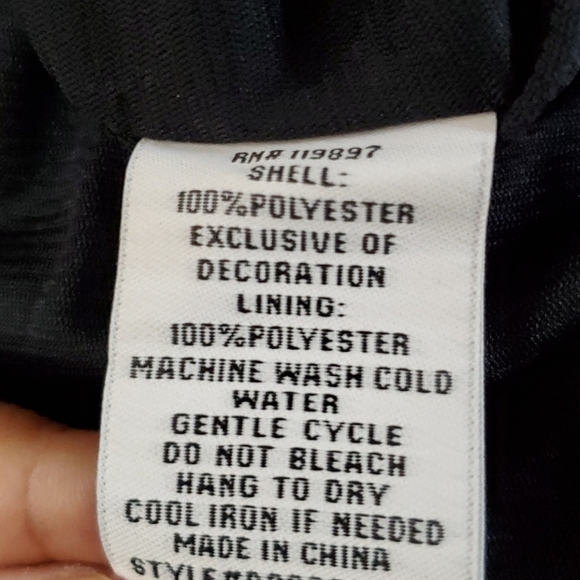 RN# 119897
SHELL:
100%POLYESTER
EXCLUSIVE OF
DECORATION
LINING:
100%POLYESTER
MACHINE WASH COLD
WATER
GENTLE CYCLE
DO NOT BLEACH
HANG TO DRY
COOL IRON IF NEEDED
MADE IN CHINA